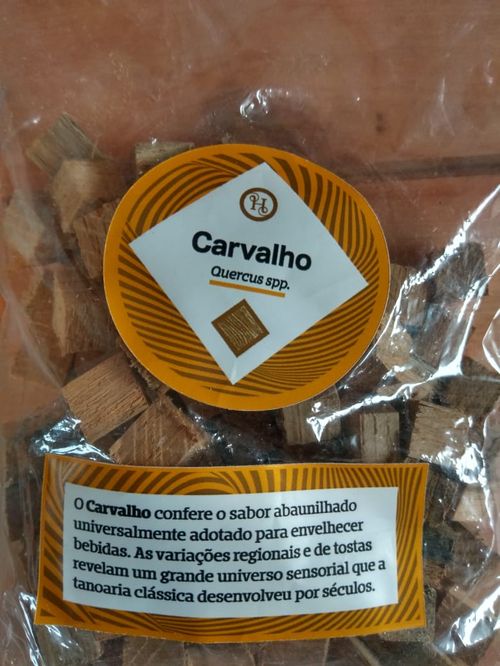 H
Carvalho
Quercus spp.
O Carvalho confere o sabor abaunilhado
universalmente adotado para envelhecer
bebidas. As variações regionais e de tostas
revelam um grande universo sensorial que a
tanoaria clássica desenvolveu por séculos.